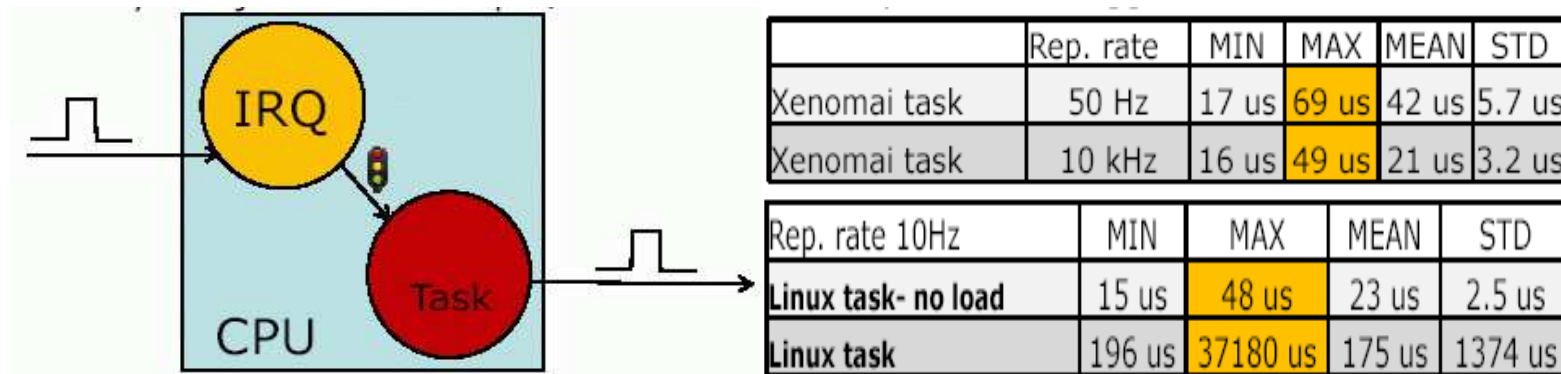 IRQ
Task
CPU
Rep. rate MIN MAX MEAN STD
Xenomai task 50 Hz 17 us 69 us 42 us 5.7 us
Xenomai task 10 kHz 16 us 49 us 21 us 3.2 us
Rep. rate 10Hz MIN MAX MEAN STD
Linux task- no load 15 us 48 us 23 us 2.5 us
Linux task 196 us 37180 us 175 us 1374 us